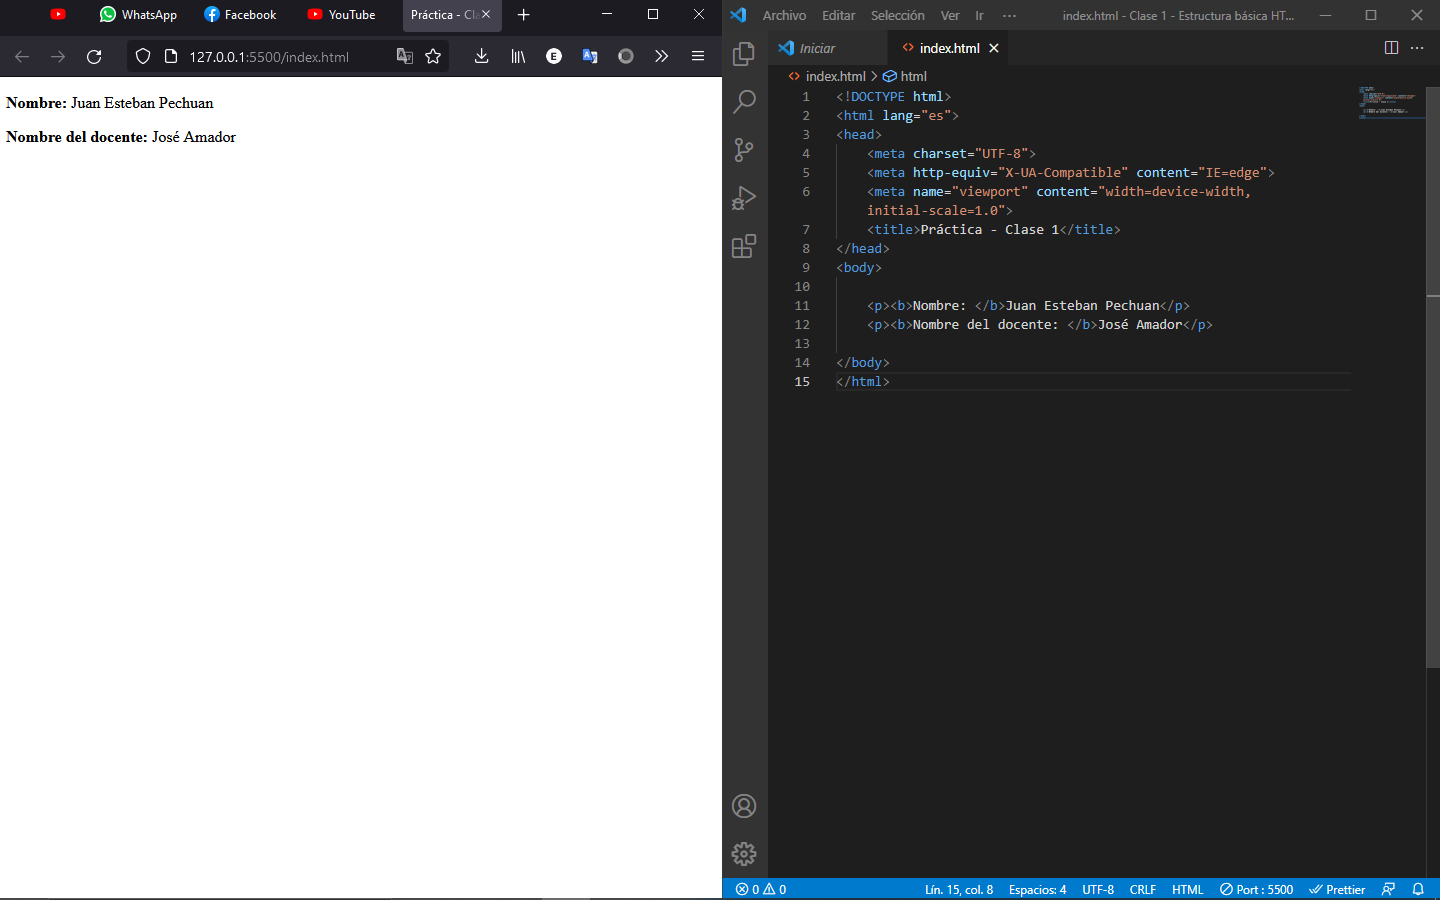 WhatsApp
Facebook
YouTube
Práctica - Cla
127.0.0.1:5500/index.html
E
Nombre: Juan Esteban Pechuan
Nombre del docente: José Amador
Archivo Editar Selección Ver Ir ··· index.html - Clase 1 - Estructura básica HT...
Iniciar
index.html
index.html > html
1 <!DOCTYPE html>
2 <html lang="es">
3 <head>
4 <meta charset="UTF-8">
5 <meta http-equiv="X-UA-Compatible" content="IE=edge">
6 <meta name="viewport" content="width=device-width,
initial-scale=1.0">
7 <title>Práctica - Clase 1</title>
8 </head>
9 <body>
10
11 <p><b>Nombre: </b>Juan Esteban Pechuan</p>
12 <p><b>Nombre del docente: </b>José Amador</p>
13
14 </body>
15 </html>
0 0 Lín. 15, col. 8 Espacios: 4 UTF-8 CRLF HTML Port : 5500 Prettier